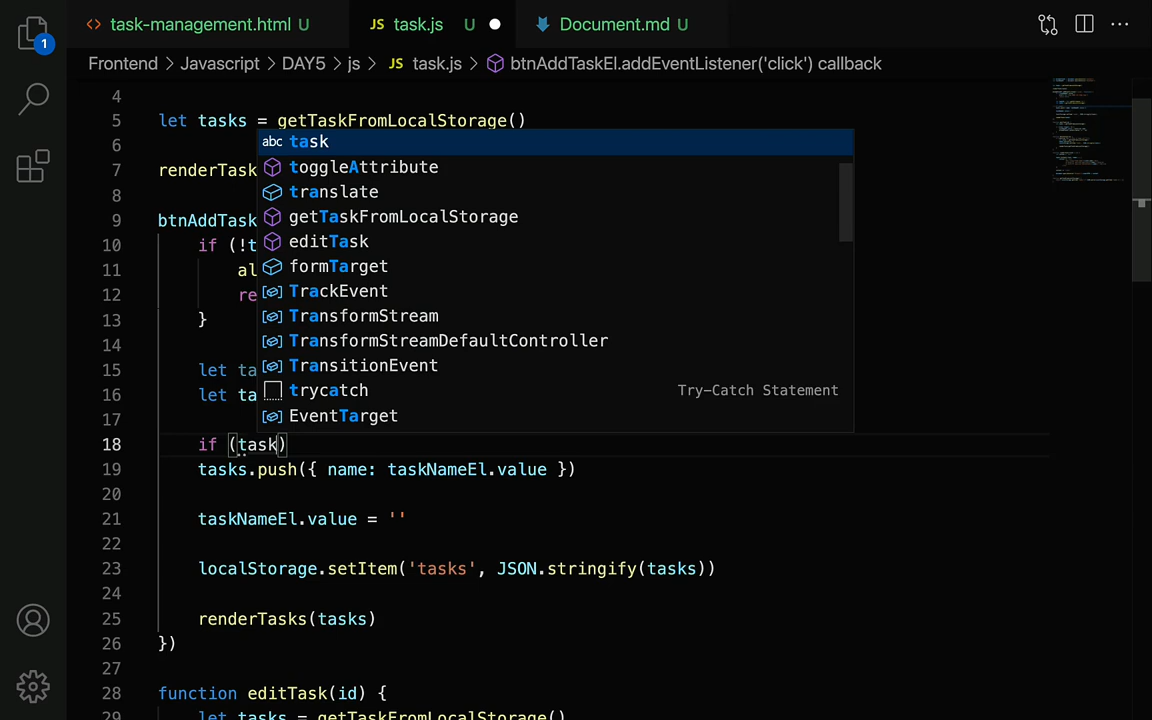 task-management.html U
JS task.js U
Document.md U
1
Frontend > Javascript > DAY5 > js > JS task.js > btnAddTaskEl.addEventListener('click') callback
4
5 let tasks = getTaskFromLocalStorage()
6
7 renderTask
8
9 btnAddTask
10 if (!t
11 al
12 re
13 }
14
15 let ta
16 let ta
17
abc task
toggleAttribute
translate
getTaskFromLocalStorage
editTask
formTarget
TrackEvent
TransformStream
TransformStreamDefaultController
TransitionEvent
trycatch Try-Catch Statement
EventTarget
18 if (task)
19 tasks.push({ name: taskNameEl.value })
20
21 taskNameEl.value = ''
22
23 localStorage.setItem('tasks', JSON.stringify(tasks))
24
25 renderTasks(tasks)
26 })
27
28 function editTask(id) {
29 let tasks = getTaskFromLocalStorage()